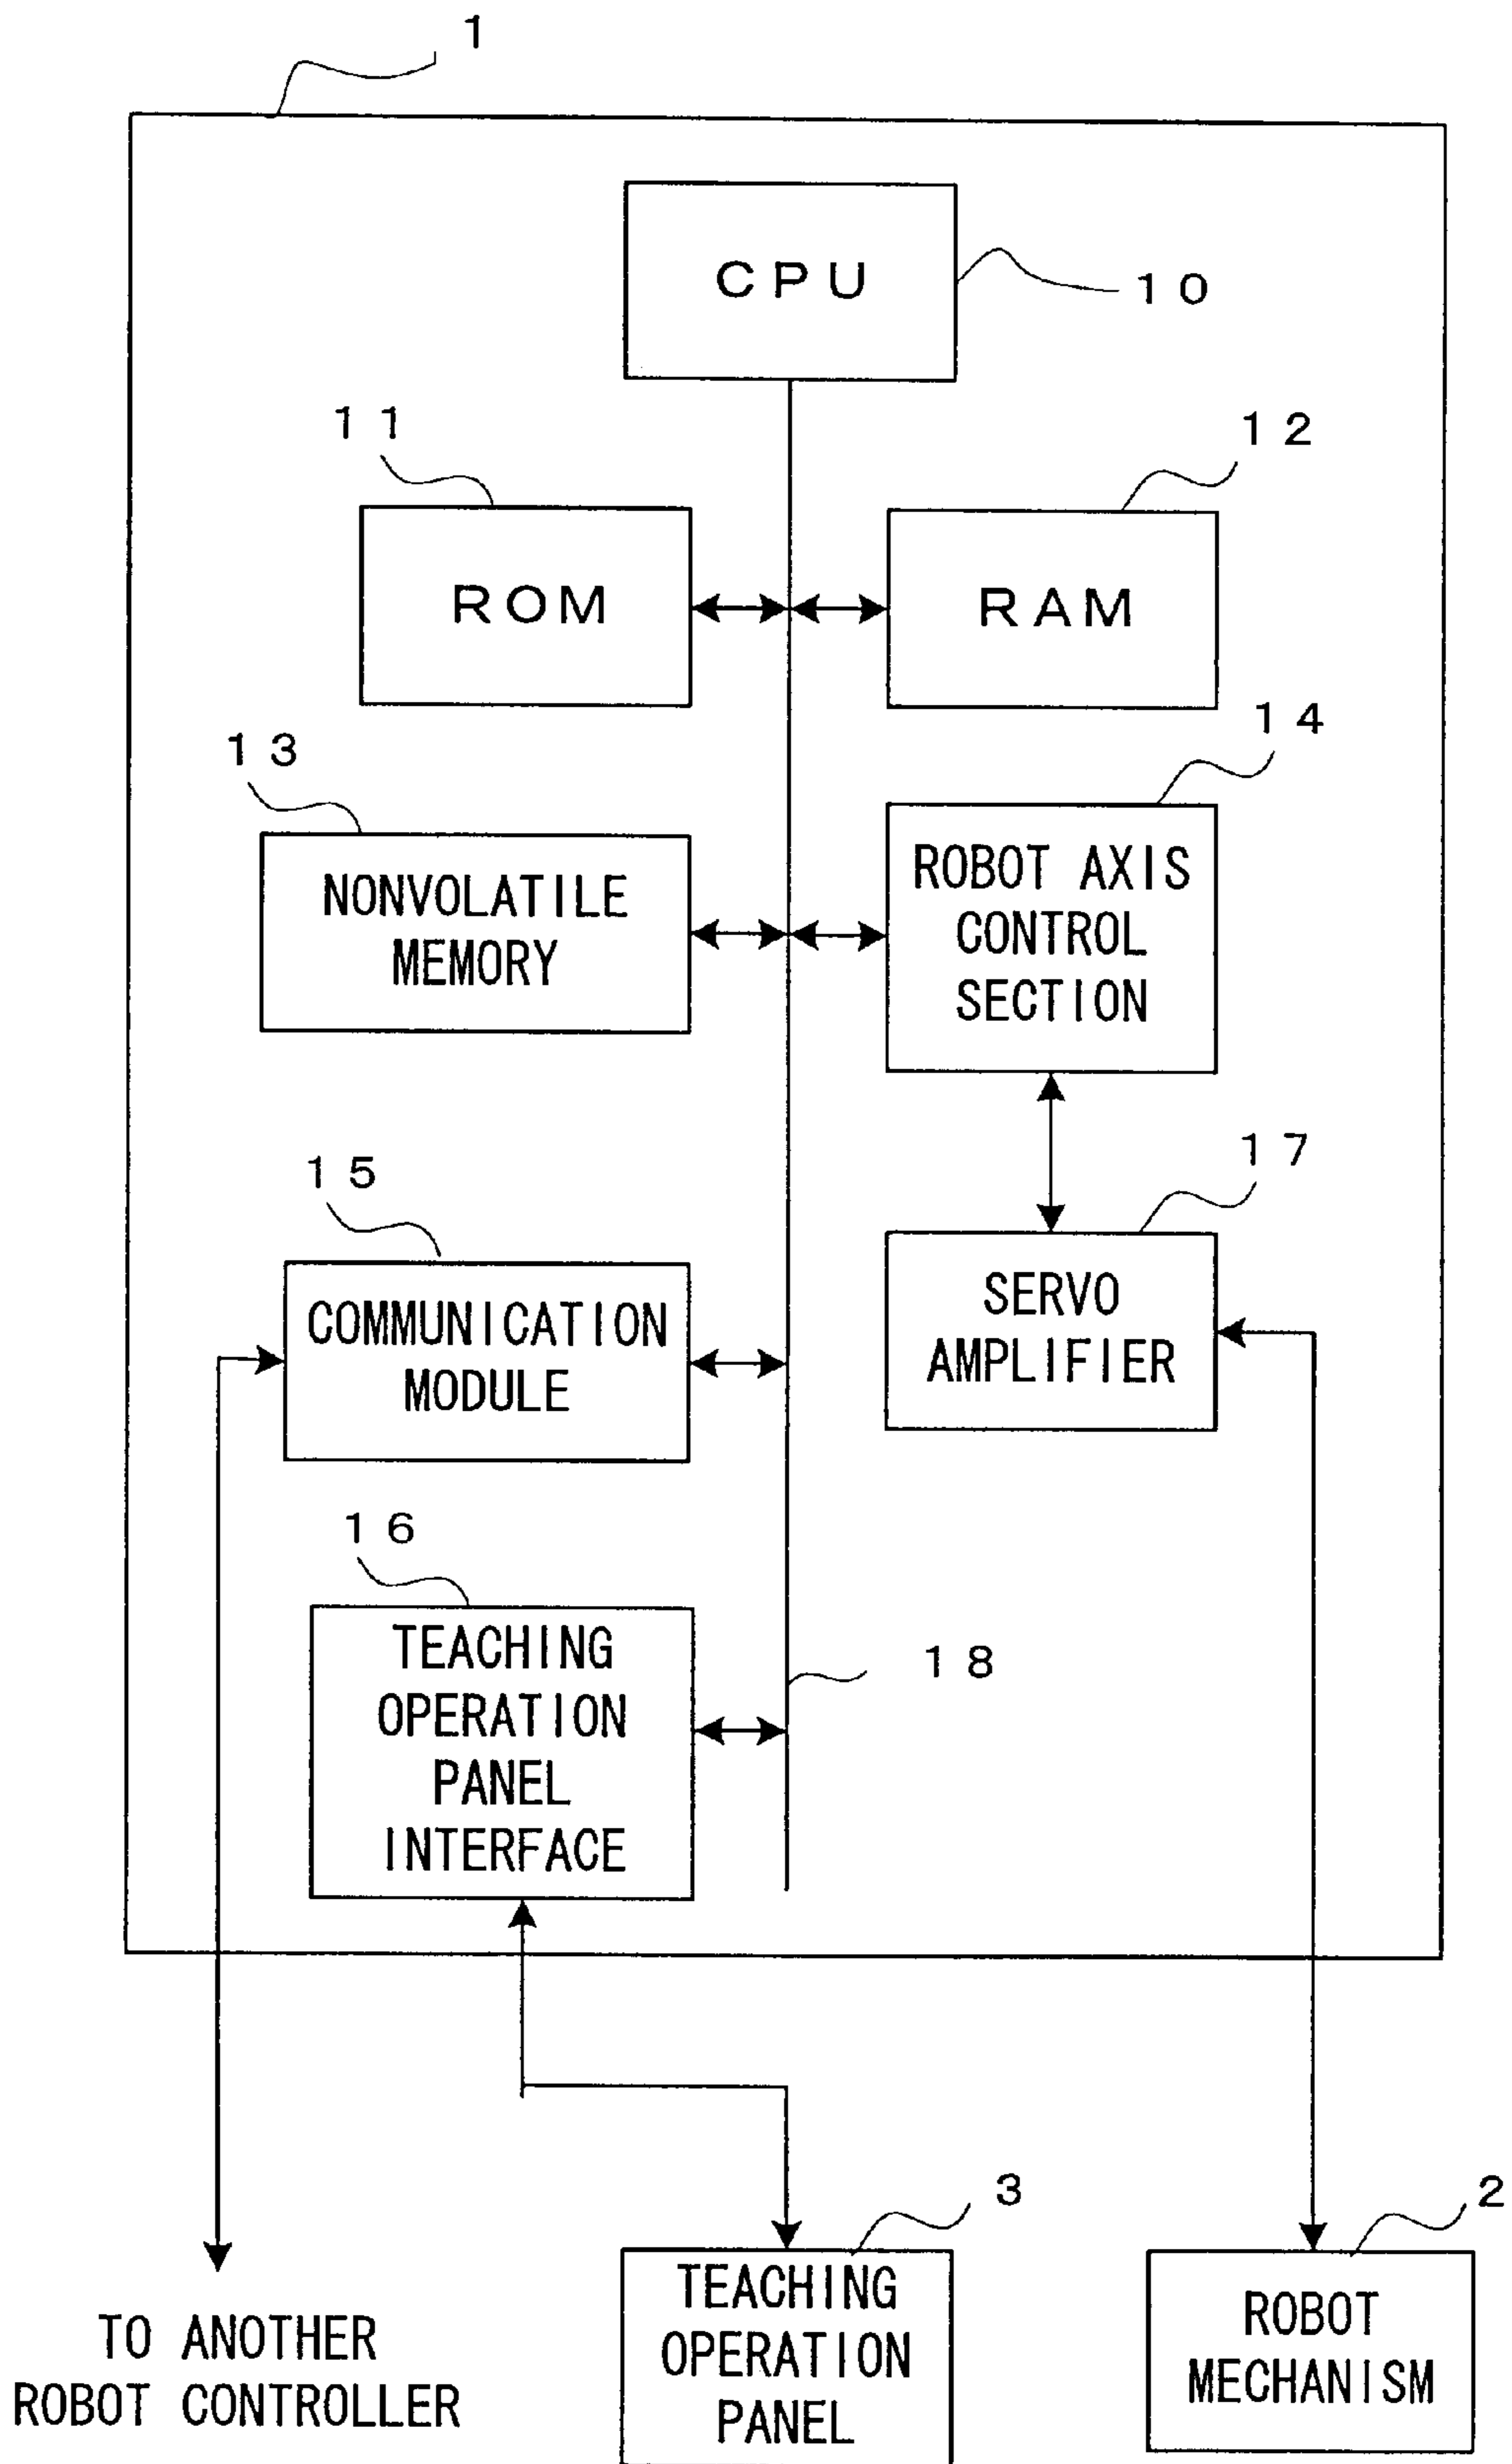 1
CPU
10
11
12
ROM
RAM
13
14
NONVOLATILE
MEMORY
ROBOT AXIS
CONTROL
SECTION
15
17
COMMUNICATION
MODULE
SERVO
AMPLIFIER
16
TEACHING
OPERATION
PANEL
INTERFACE
18
3
2
TO ANOTHER
ROBOT CONTROLLER
TEACHING
OPERATION
PANEL
ROBOT
MECHANISM